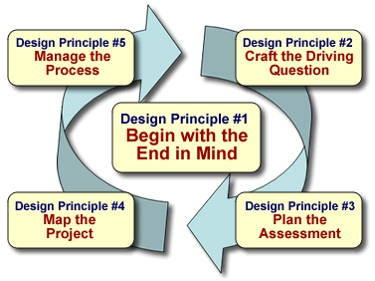 Design Principle #5
Manage the
Process
Design Principle #2
Craft the Driving
Question
Design Principle #1
Begin with the
End in Mind
Design Principle #4
Map the
Project
Design Principle #3
Plan the
Assessment